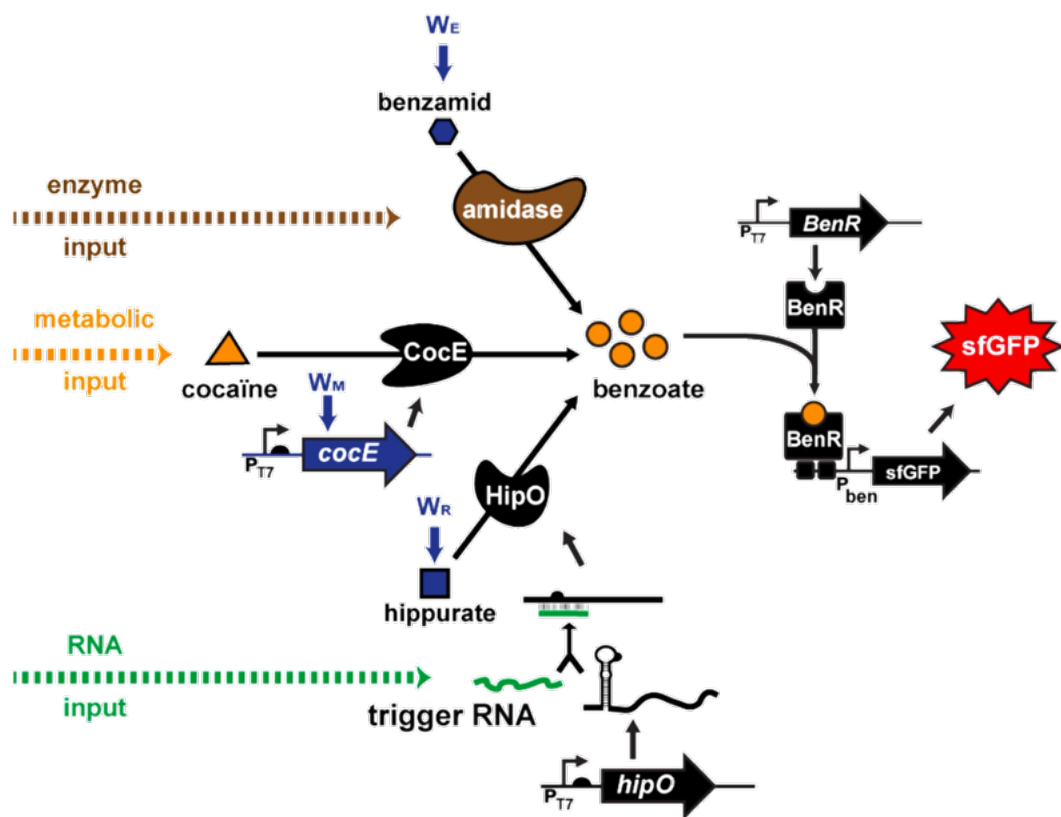 WE
benzamid
enzyme
amidase
input
BenR
PT7
BenR
metabolic
CocE
sfGFP
input
cocaïne
benzoate
WM
BenR
cocE
PT7
sfGFP
Pben
HipO
WR
hippurate
RNA
input
trigger RNA
hipO
PT7